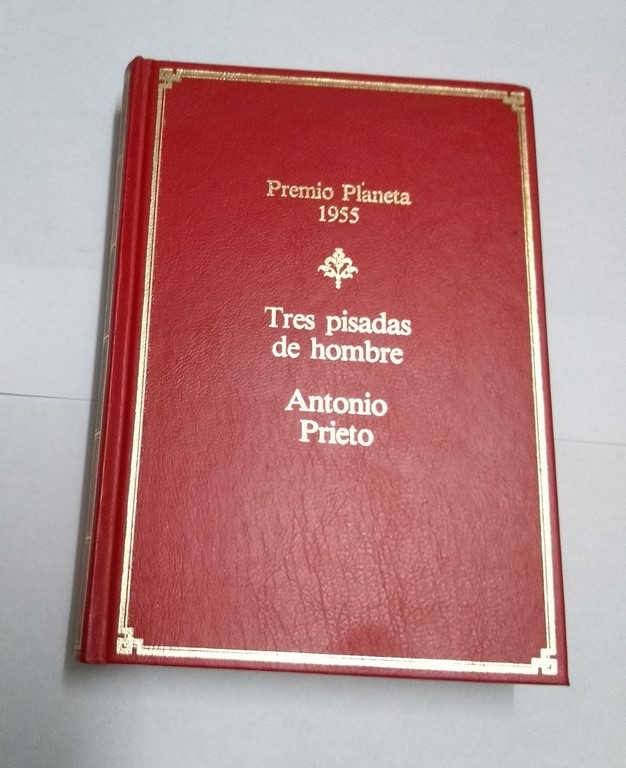 Premio Planeta
1955
Tres pisadas
de hombre
Antonio
Prieto